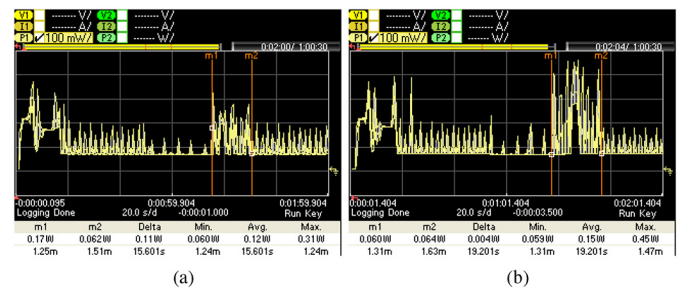 V1 ----- V/ V2 ----- V/
I1 ----- A/ I2 ----- A/
P1 100 mW/ P2 ----- W/
0:02:00/ 1:00:30
m1 m2
-0:00:00.095 0:00:59.904 0:01:59.904
Logging Done 20.0 s/d -0:00:01.000 Run Key
m1 m2 Delta Min. Avg. Max.
0.17W 0.062W 0.11W 0.060W 0.12W 0.31W
1.25m 1.51m 15.601s 1.24m 15.601s 1.24m
(a)
V1 ----- V/ V2 ----- V/
I1 ----- A/ I2 ----- A/
P1 100 mW/ P2 ----- W/
0:02:04/ 1:00:30
m1 m2
0:00:01.404 0:01:01.404 0:02:01.404
Logging Done 20.0 s/d -0:00:03.500 Run Key
m1 m2 Delta Min. Avg. Max.
0.060W 0.064W 0.004W 0.059W 0.15W 0.45W
1.31m 1.63m 19.201s 1.31m 19.201s 1.47m
(b)